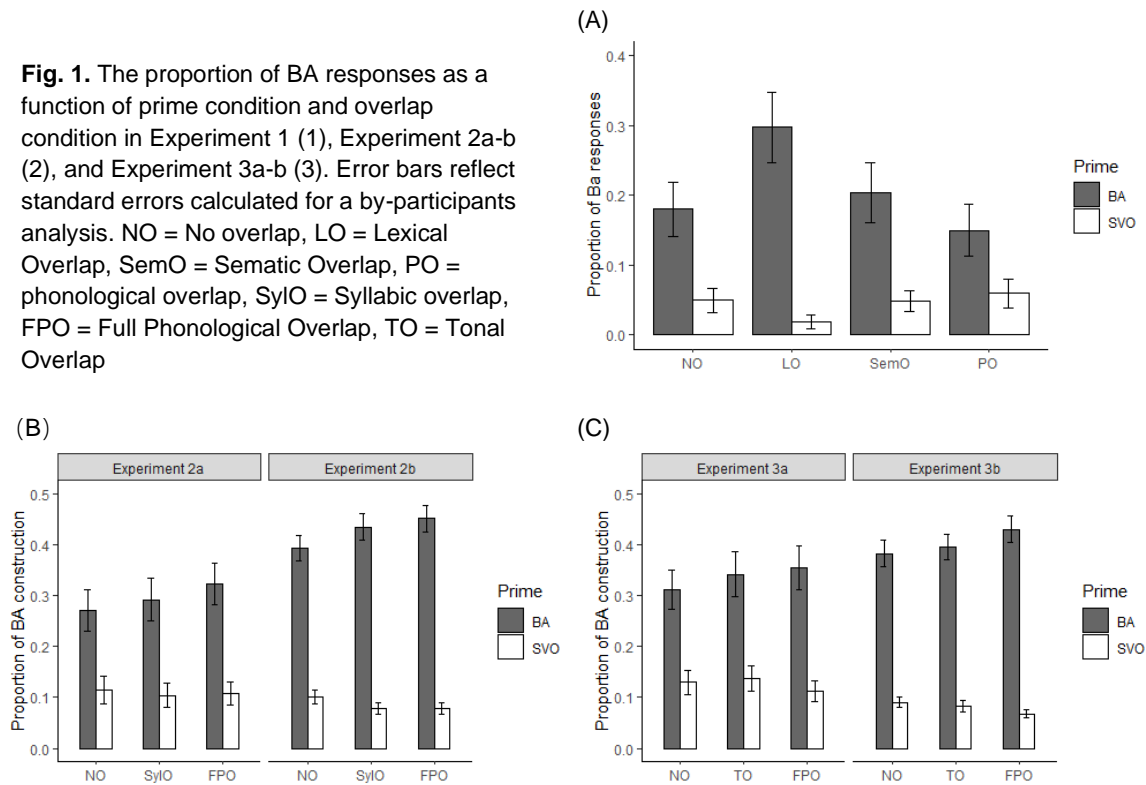 Fig. 1. The proportion of BA responses as a
function of prime condition and overlap
condition in Experiment 1 (1), Experiment 2a-b
(2), and Experiment 3a-b (3). Error bars reflect
standard errors calculated for a by-participants
analysis. NO = No overlap, LO = Lexical
Overlap, SemO = Sematic Overlap, PO =
phonological overlap, SylO = Syllabic overlap,
FPO = Full Phonological Overlap, TO = Tonal
Overlap
(A)
Proportion of Ba responses
0.4
0.3
0.2
0.1
0.0
NO LO SemO PO
Prime
BA
SVO
(B)
Experiment 2a Experiment 2b
Proportion of BA construction
0.5
0.4
0.3
0.2
0.1
0.0
NO SylO FPO NO SylO FPO
Prime
BA
SVO
(C)
Experiment 3a Experiment 3b
Proportion of BA construction
0.5
0.4
0.3
0.2
0.1
0.0
NO TO FPO NO TO FPO
Prime
BA
SVO